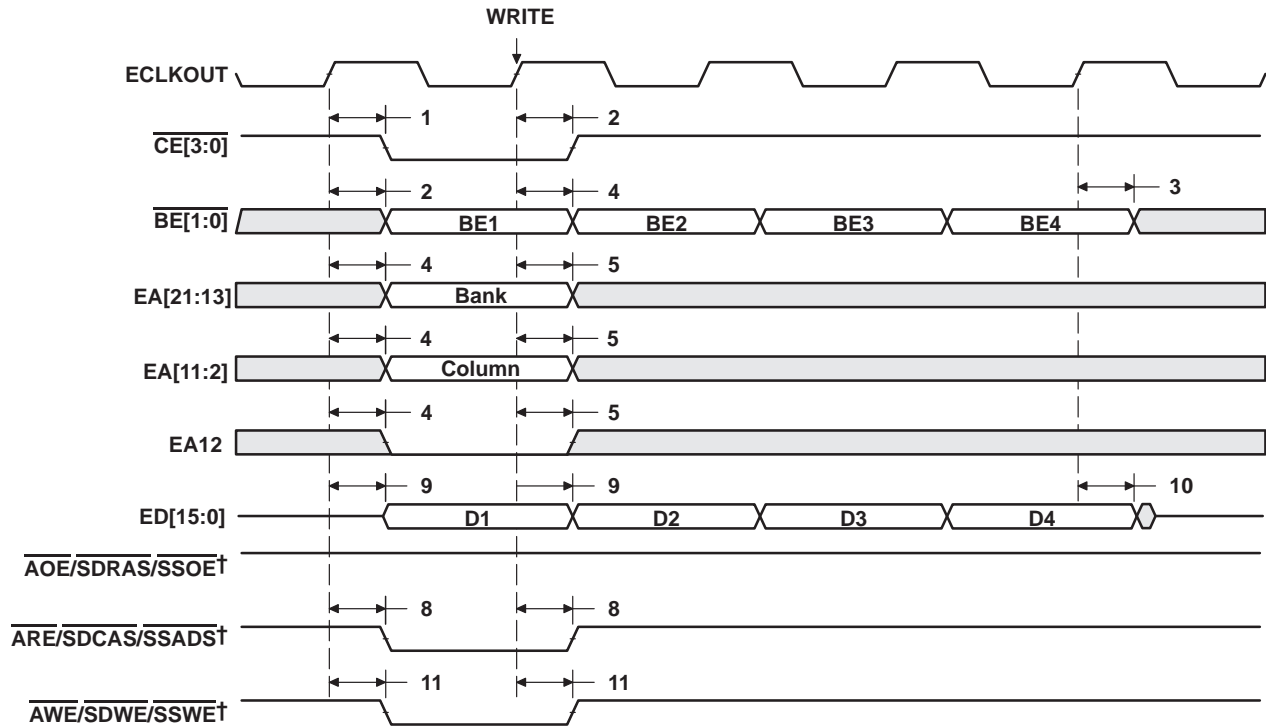 WRITE
ECLKOUT
1 2
CE[3:0]
2 4 3
BE[1:0] BE1 BE2 BE3 BE4
4 5
EA[21:13] Bank
4 5
EA[11:2] Column
4 5
EA12
9 9 10
ED[15:0] D1 D2 D3 D4
AOE/SDRAS/SSOE†
8 8
ARE/SDCAS/SSADS†
11 11
AWE/SDWE/SSWE†